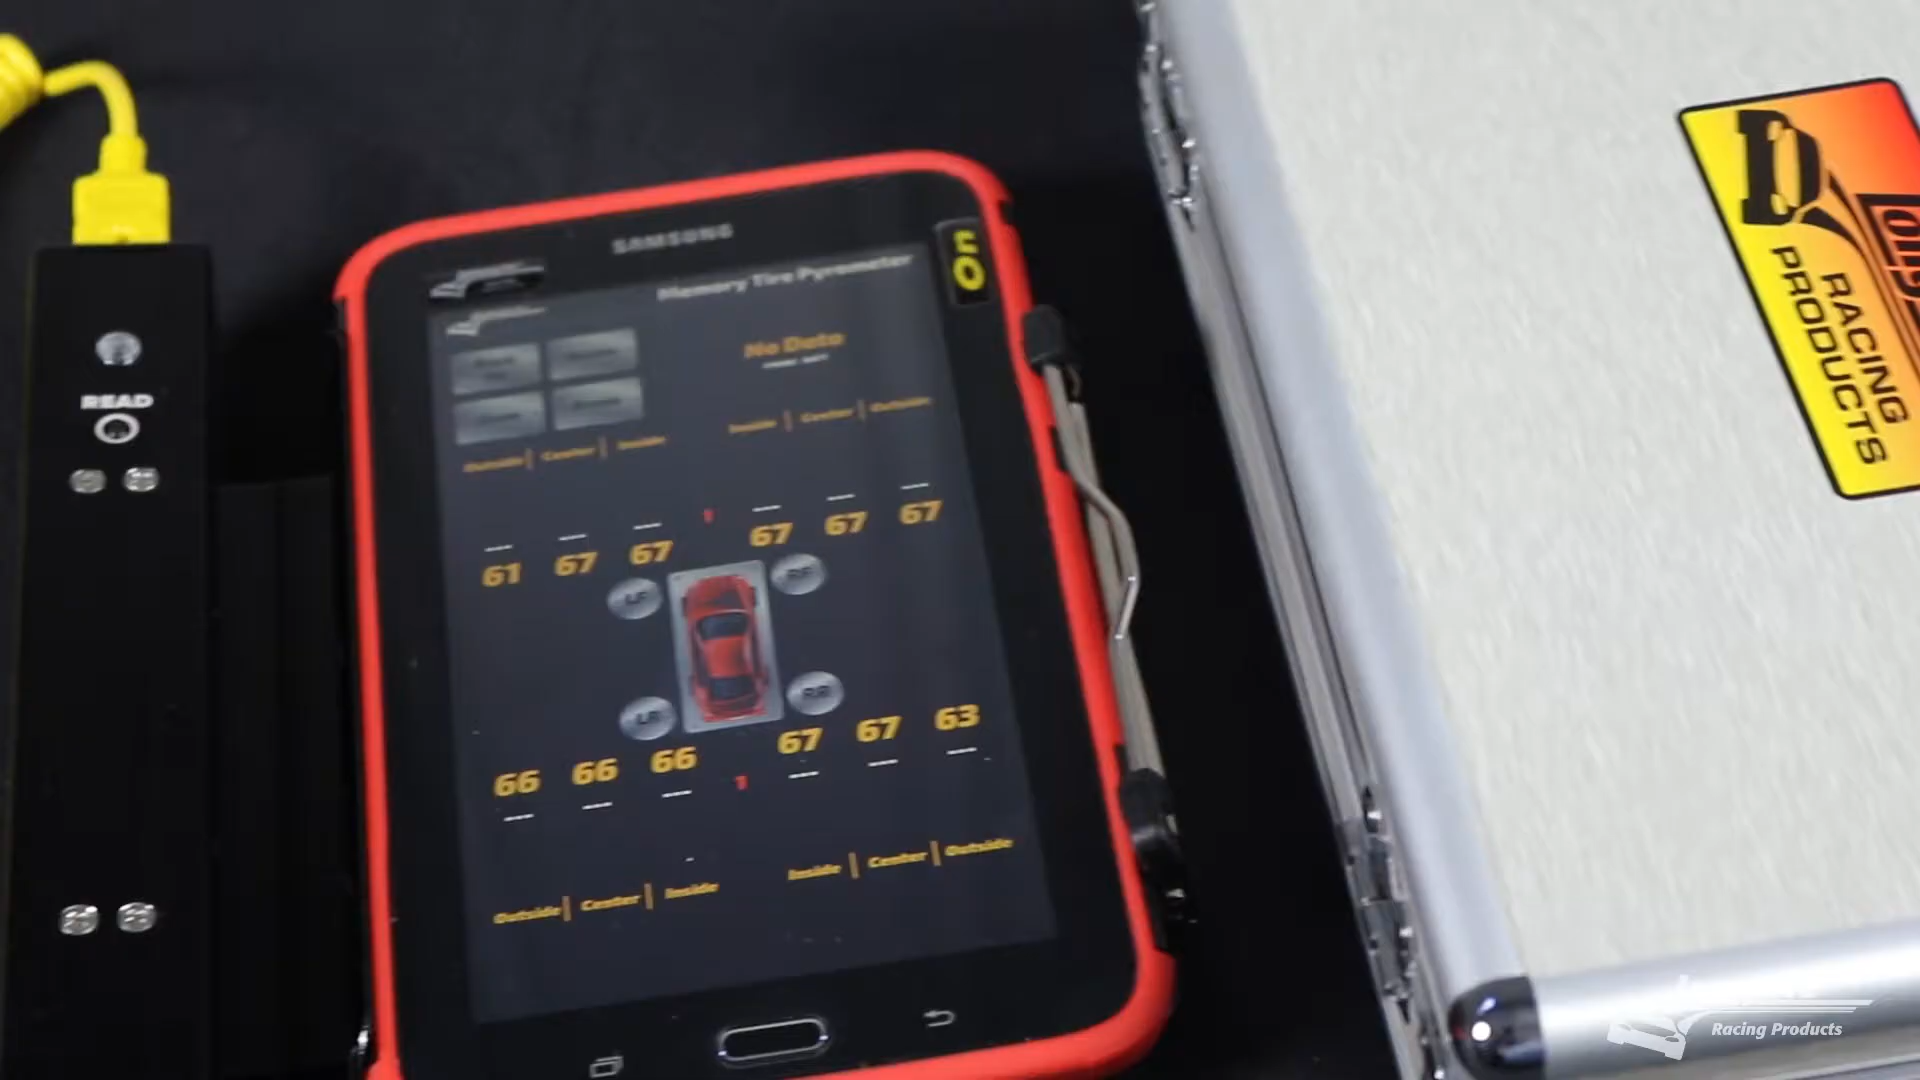 SAMSUNG
On
Memory Tire Pyrometer
No Data
Outside | Center | Inside
Inside | Center | Outside
--- --- --- 1 --- --- ---
61 67 67 67 67 67
LF RF
LR RR
66 66 66 67 67 63
--- --- --- 1 --- --- ---
Outside | Center | Inside
Inside | Center | Outside
READ
RACING
PRODUCTS
Racing Products